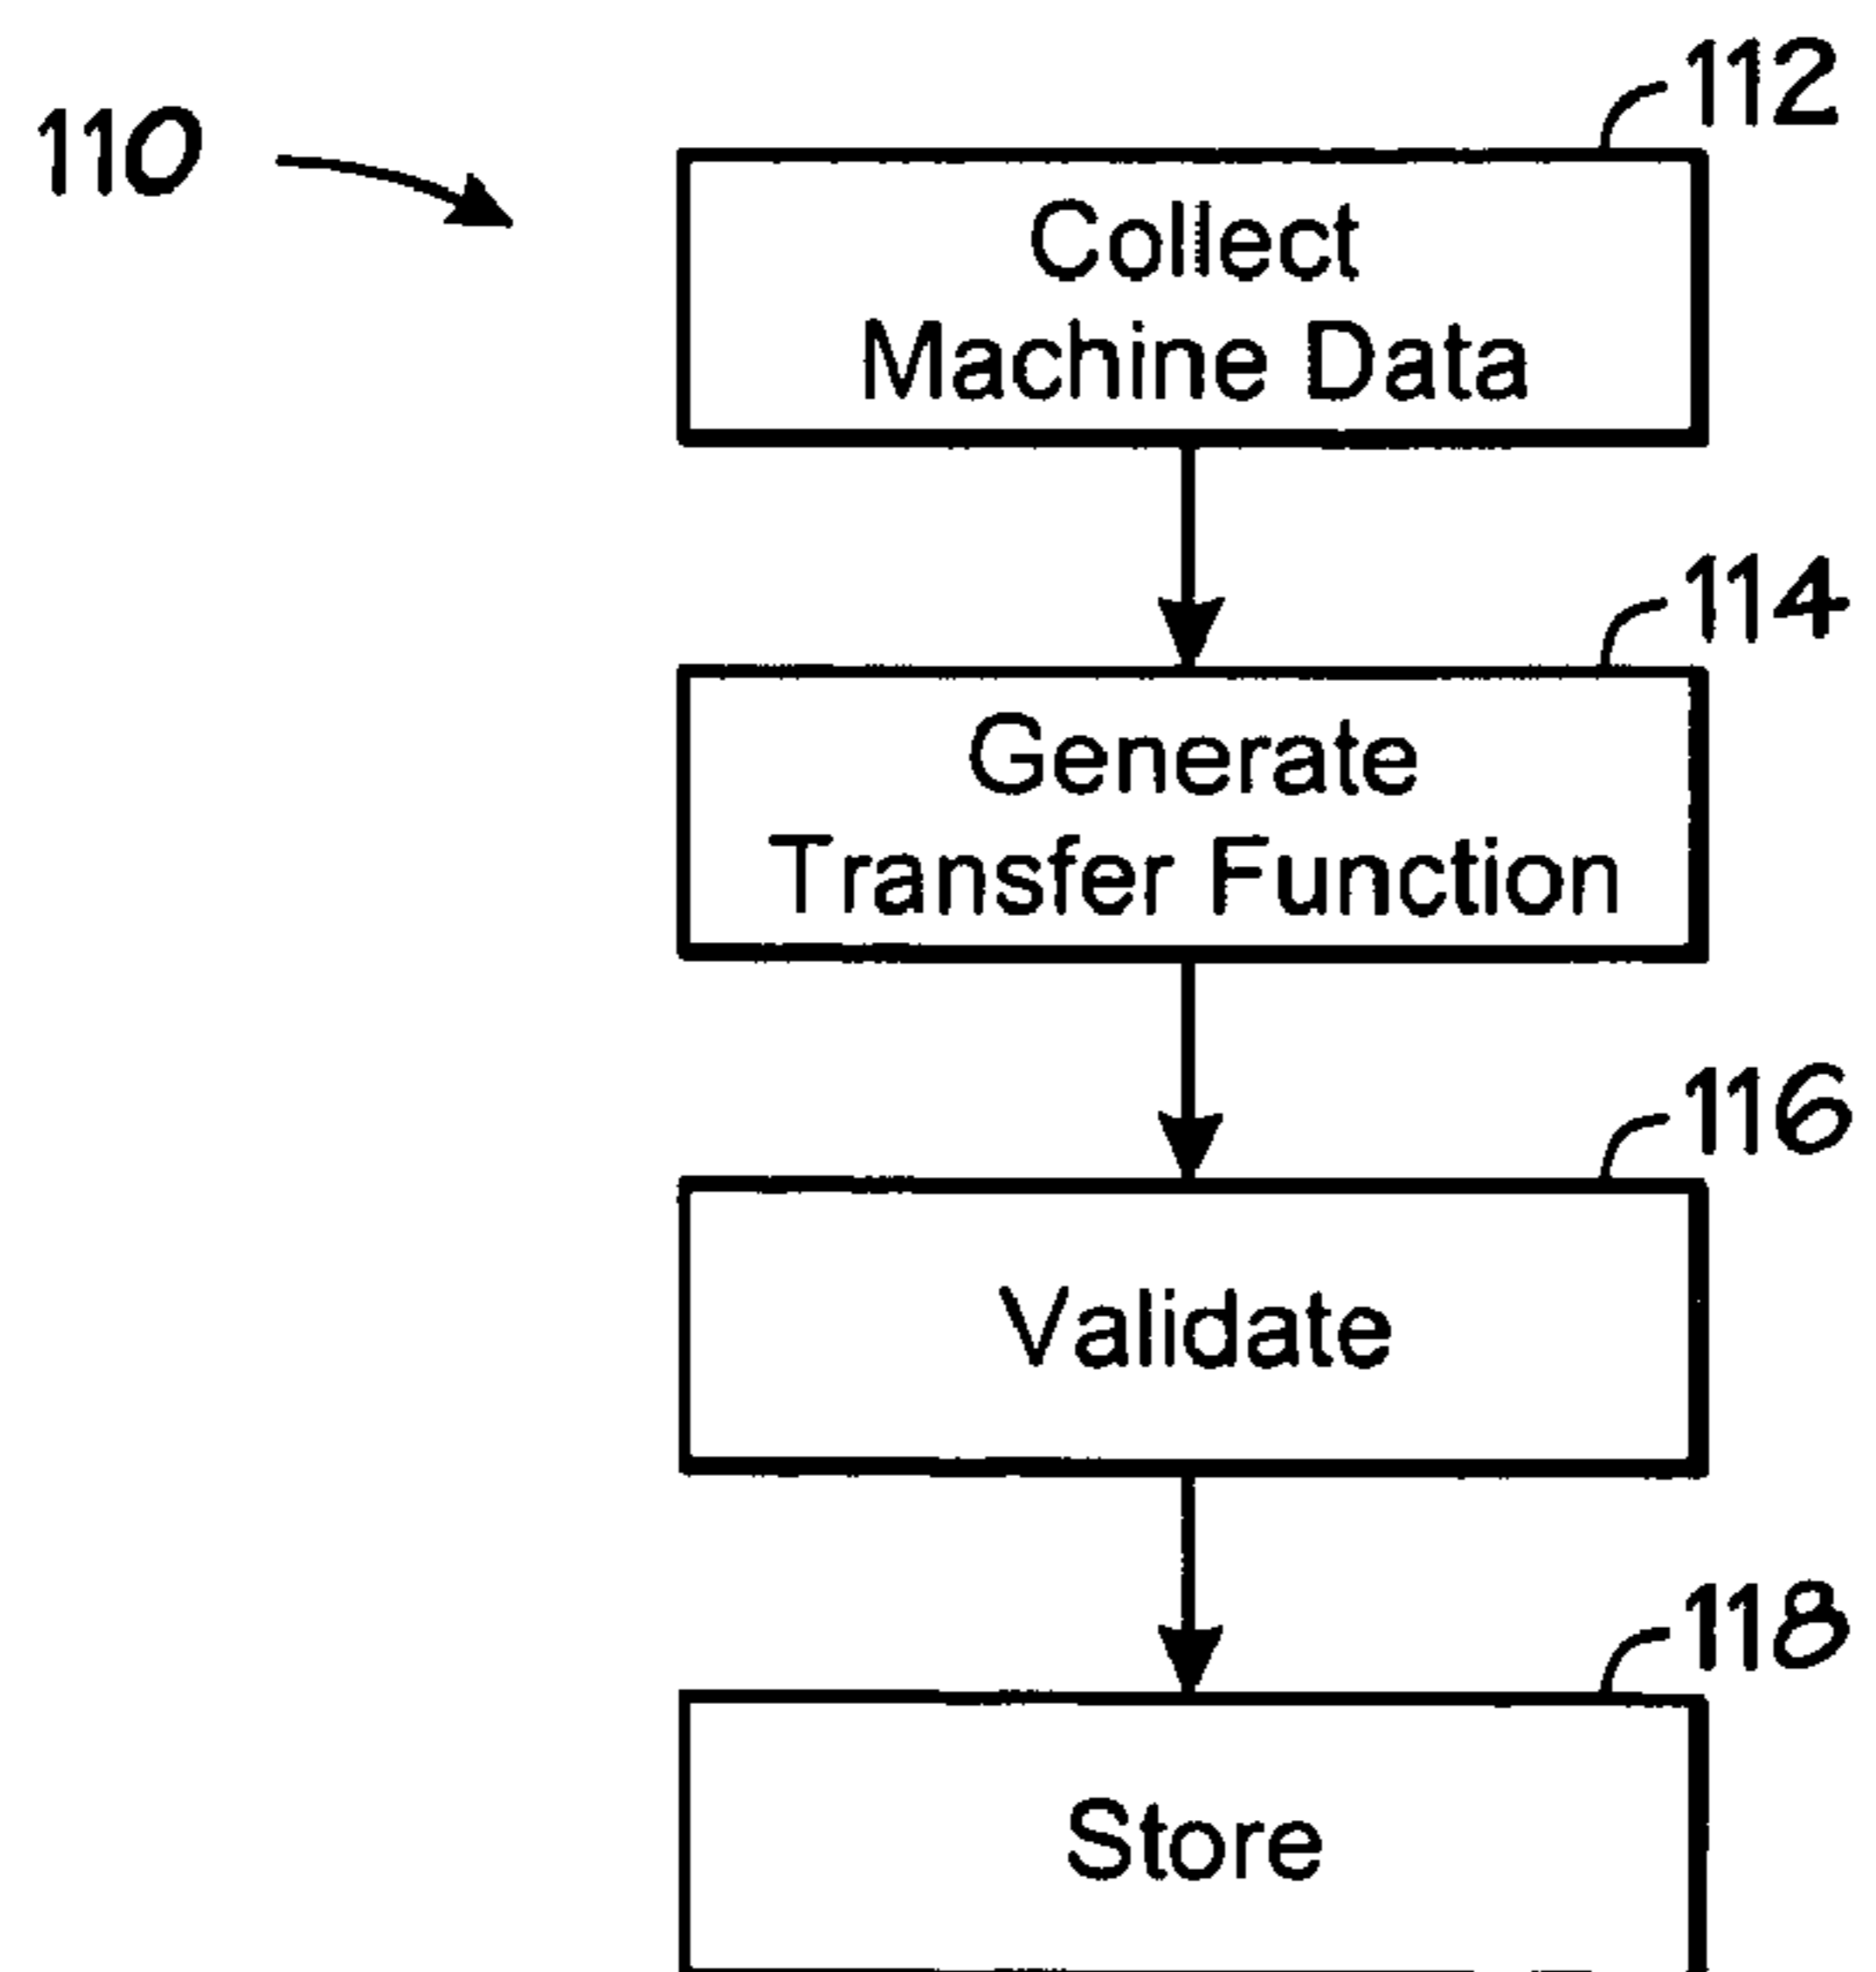 112
110
Collect
Machine Data
114
Generate
Transfer Function
116
Validate
118
Store